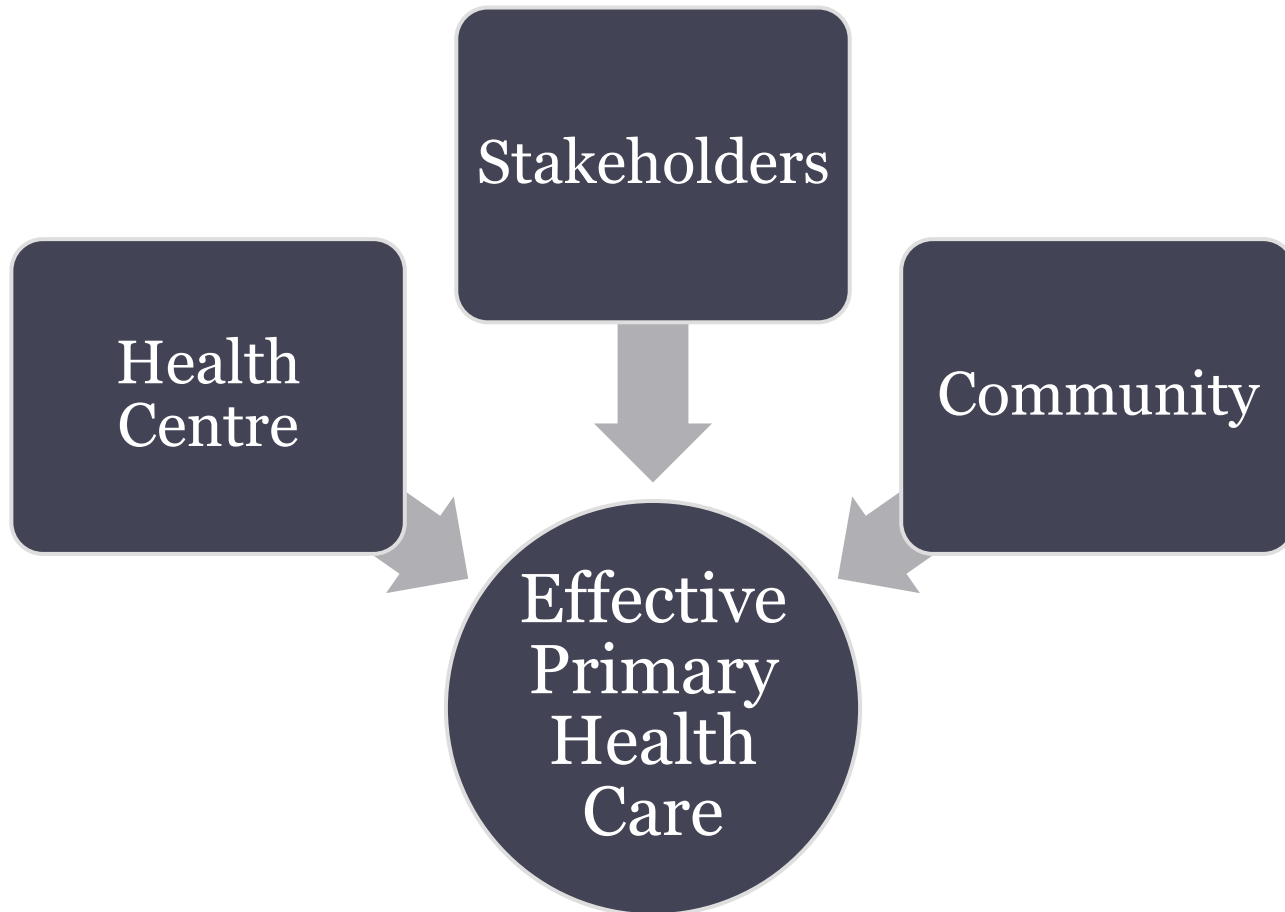 Stakeholders
Health
Centre
Community
Effective
Primary
Health
Care